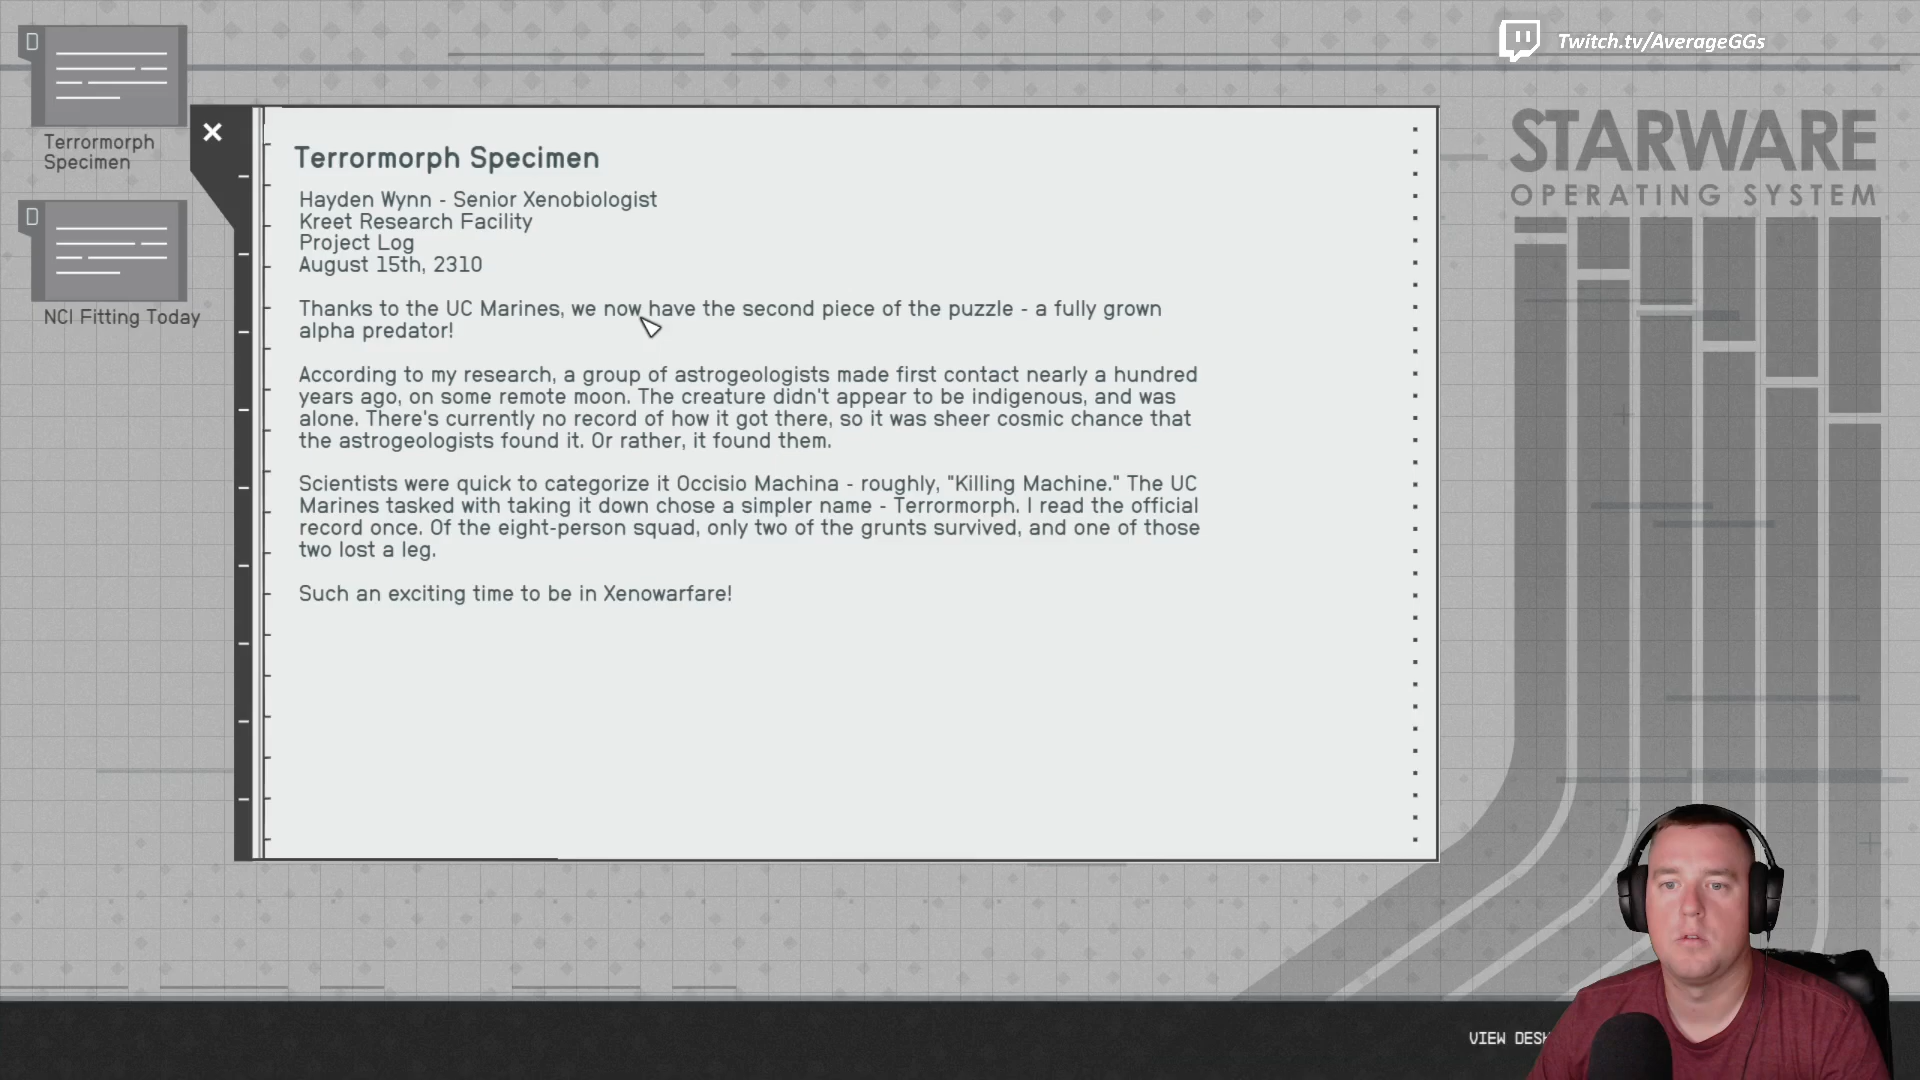 Twitch.tv/AverageGGs
Terrormorph
Specimen
NCI Fitting Today
STARWARE
OPERATING SYSTEM
Terrormorph Specimen
Hayden Wynn - Senior Xenobiologist
Kreet Research Facility
Project Log
August 15th, 2310
Thanks to the UC Marines, we now have the second piece of the puzzle - a fully grown
alpha predator!
According to my research, a group of astrogeologists made first contact nearly a hundred
years ago, on some remote moon. The creature didn't appear to be indigenous, and was
alone. There's currently no record of how it got there, so it was sheer cosmic chance that
the astrogeologists found it. Or rather, it found them.
Scientists were quick to categorize it Occisio Machina - roughly, "Killing Machine." The UC
Marines tasked with taking it down chose a simpler name - Terrormorph. I read the official
record once. Of the eight-person squad, only two of the grunts survived, and one of those
two lost a leg.
Such an exciting time to be in Xenowarfare!
VIEW